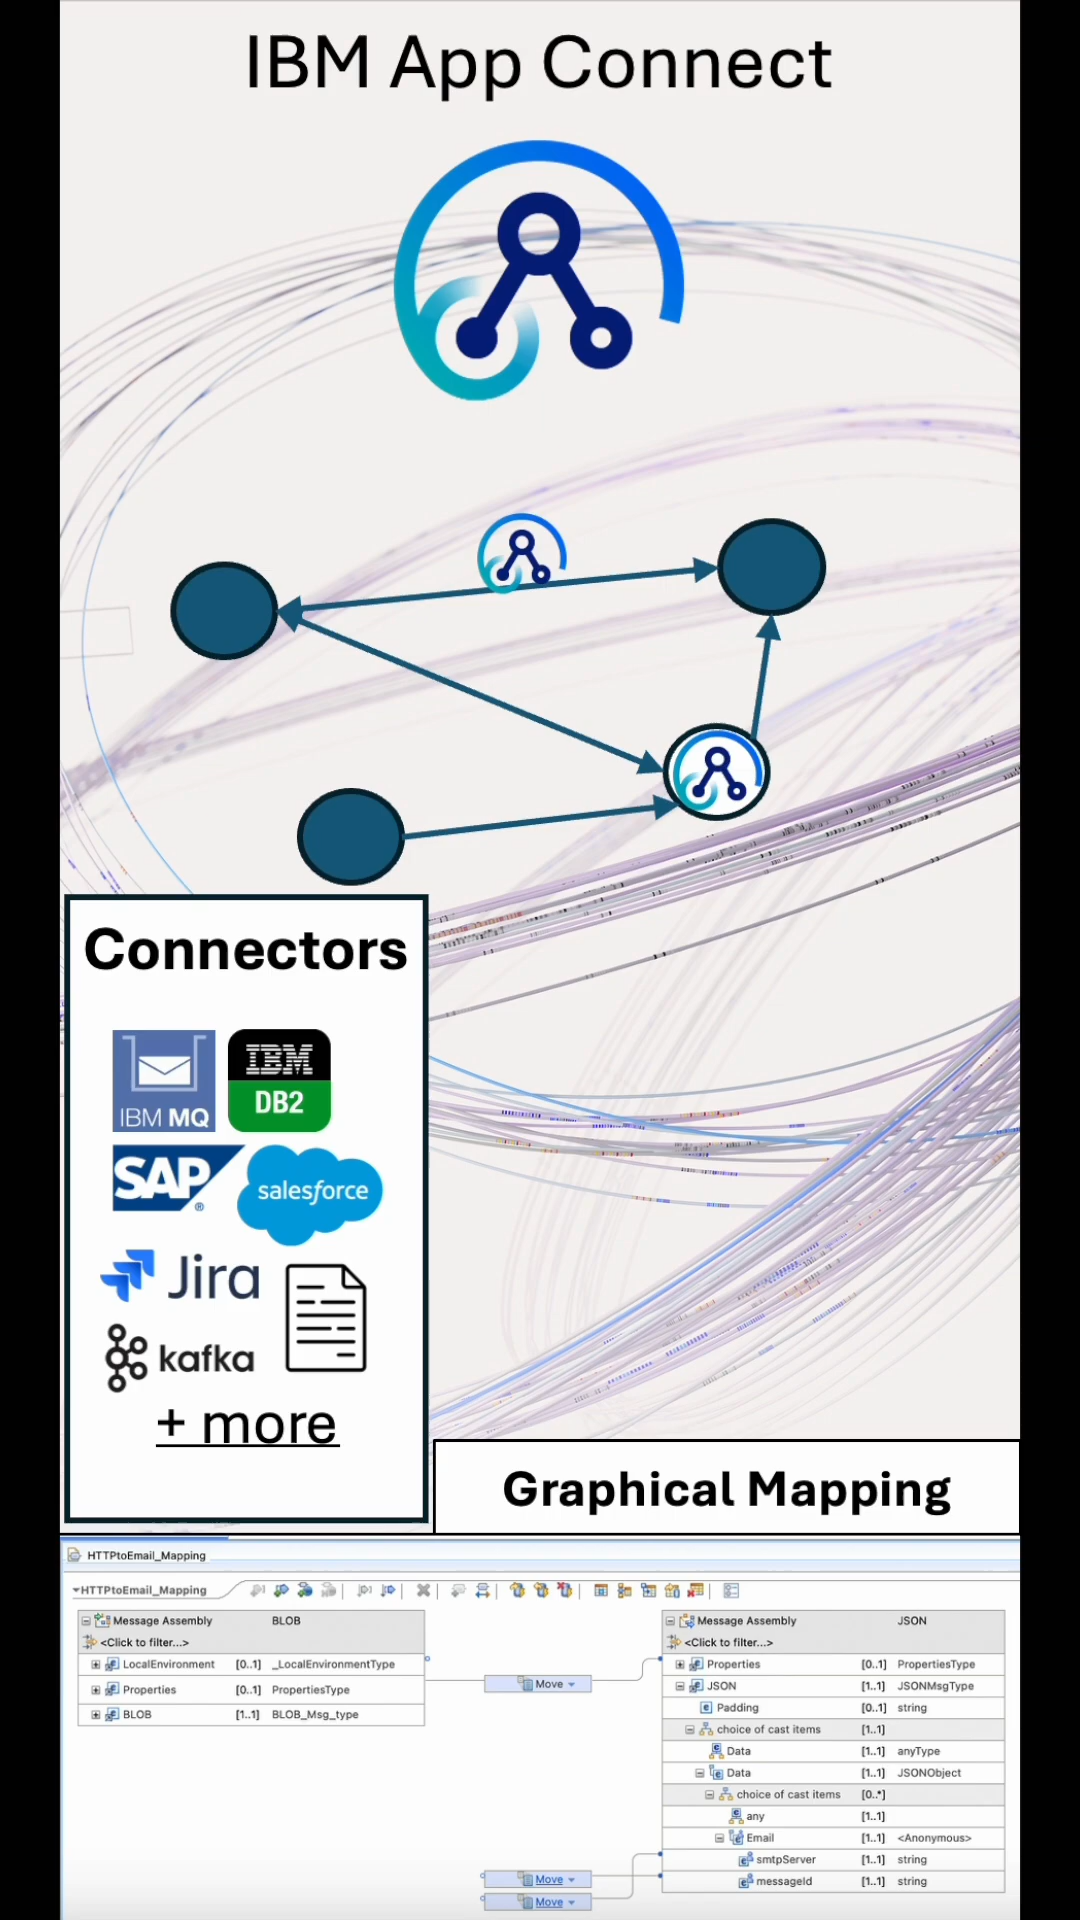 IBM App Connect
Connectors
IBM MQ
IBM
DB2
SAP
®
salesforce
Jira
kafka
+ more
Graphical Mapping
HTTPtoEmail_Mapping
HTTPtoEmail_Mapping
Message Assembly BLOB
<Click to filter...>
LocalEnvironment [0..1] _LocalEnvironmentType
Properties [0..1] PropertiesType
BLOB [1..1] BLOB_Msg_type
Move
Move
Move
Message Assembly JSON
<Click to filter...>
Properties [0..1] PropertiesType
JSON [1..1] JSONMsgType
Padding [0..1] string
choice of cast items [1..1]
Data [1..1] anyType
Data [1..1] JSONObject
choice of cast items [0..*]
any [1..1]
Email [1..1] <Anonymous>
smtpServer [1..1] string
messageId [1..1] string